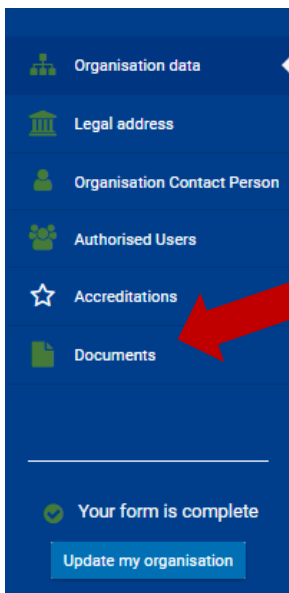 Organisation data
Legal address
Organisation Contact Person
Authorised Users
Accreditations
Documents
Your form is complete
Update my organisation